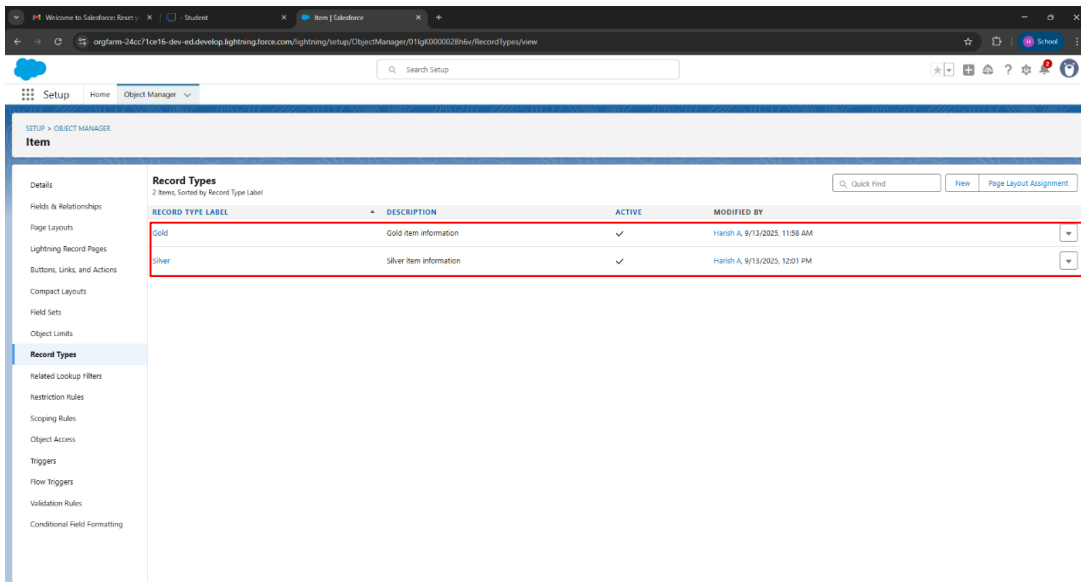 Welcome to Salesforce: Reset y
- Student
Item | Salesforce
orgfarm-24cc71ce16-dev-ed.develop.lightning.force.com/lightning/setup/ObjectManager/01IgK0000028h6v/RecordTypes/view
H School
Search Setup
2
Setup Home Object Manager
SETUP > OBJECT MANAGER
Item
Details
Fields & Relationships
Page Layouts
Lightning Record Pages
Buttons, Links, and Actions
Compact Layouts
Field Sets
Object Limits
Record Types
Related Lookup Filters
Restriction Rules
Scoping Rules
Object Access
Triggers
Flow Triggers
Validation Rules
Conditional Field Formatting
Record Types
2 Items, Sorted by Record Type Label
Quick Find New Page Layout Assignment
RECORD TYPE LABEL DESCRIPTION ACTIVE MODIFIED BY
Gold Gold item information Harish A, 9/13/2025, 11:58 AM
Silver Silver item information Harish A, 9/13/2025, 12:01 PM